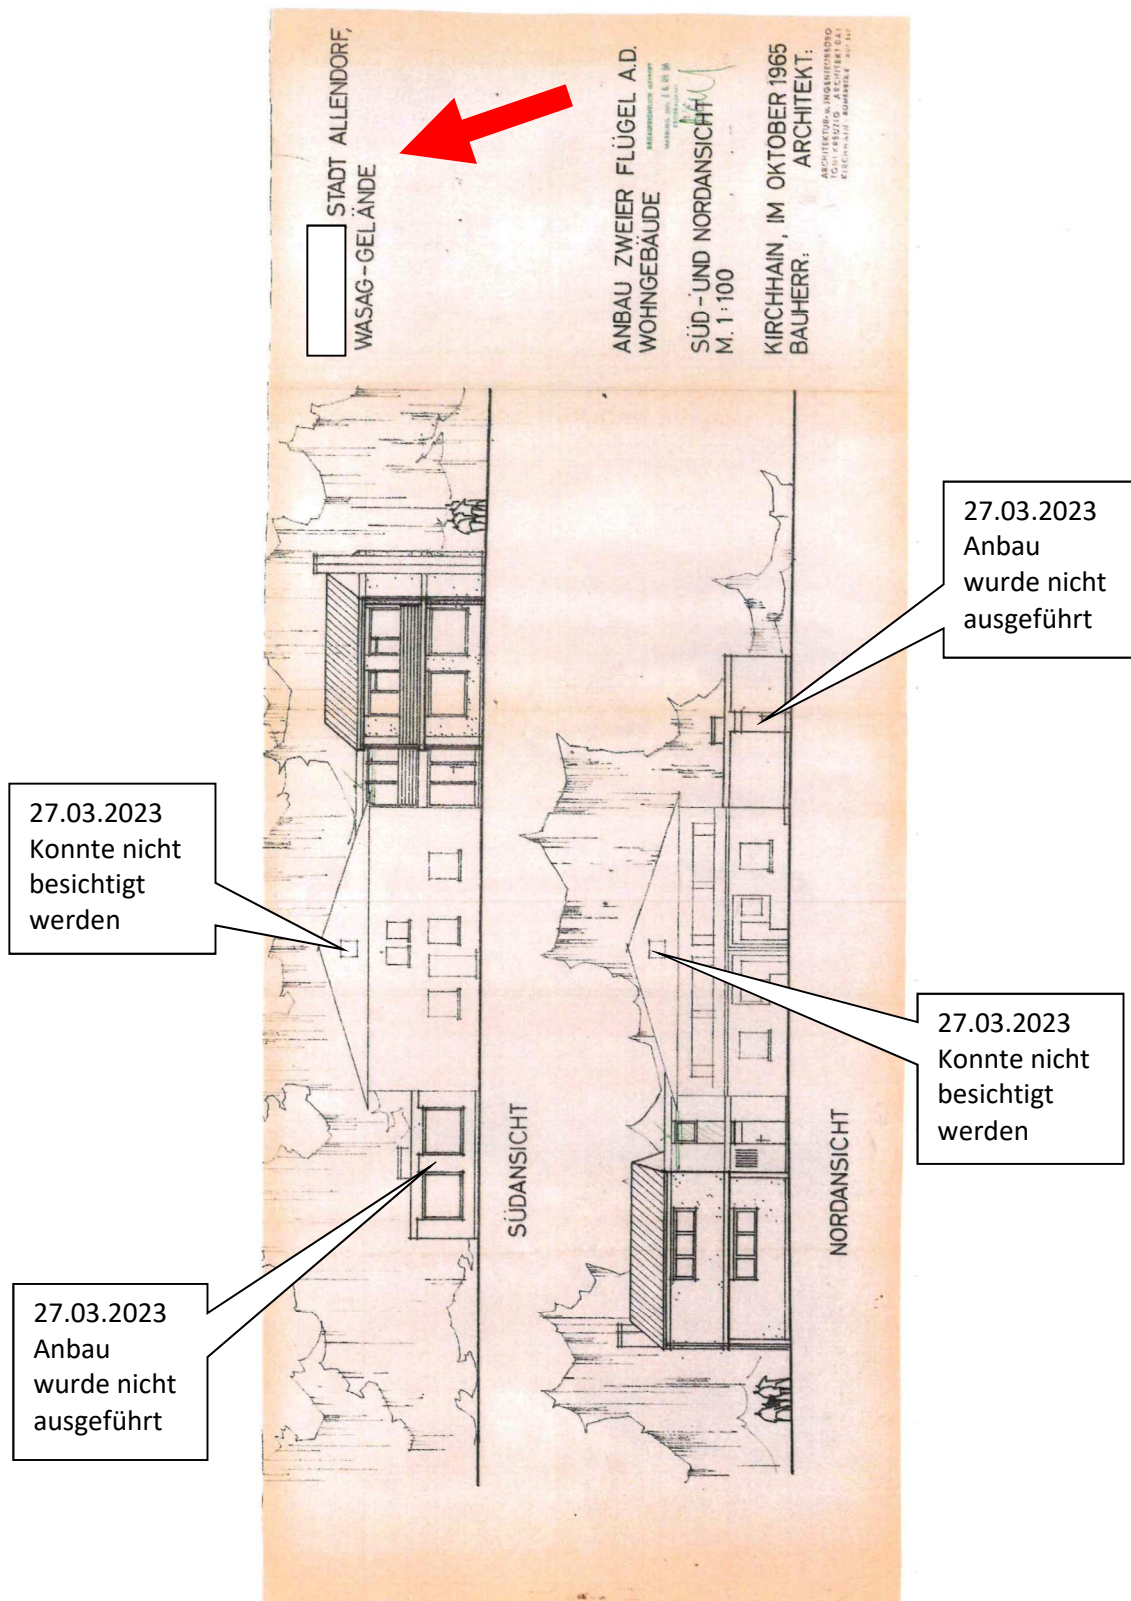 STADT ALLENDORF,
WASAG-GELÄNDE
ANBAU ZWEIER FLÜGEL A.D.
WOHNGEBÄUDE
SÜD-UND NORDANSICHT
M. 1:100
KIRCHHAIN, IM OKTOBER 1965
BAUHERR: ARCHITEKT:
ARCHITEKTUR- u. INGENIEURBÜRO
27.03.2023
Anbau
wurde nicht
ausgeführt
27.03.2023
Konnte nicht
besichtigt
werden
27.03.2023
Konnte nicht
besichtigt
werden
SÜDANSICHT
NORDANSICHT
27.03.2023
Anbau
wurde nicht
ausgeführt